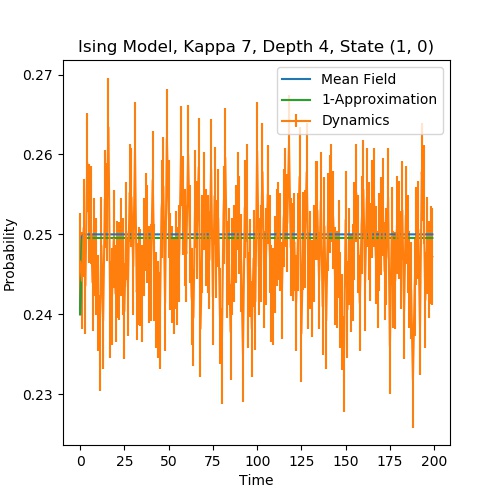 Ising Model, Kappa 7, Depth 4, State (1, 0)
Mean Field
1-Approximation
Dynamics
Probability
0.27
0.26
0.25
0.24
0.23
0 25 50 75 100 125 150 175 200
Time